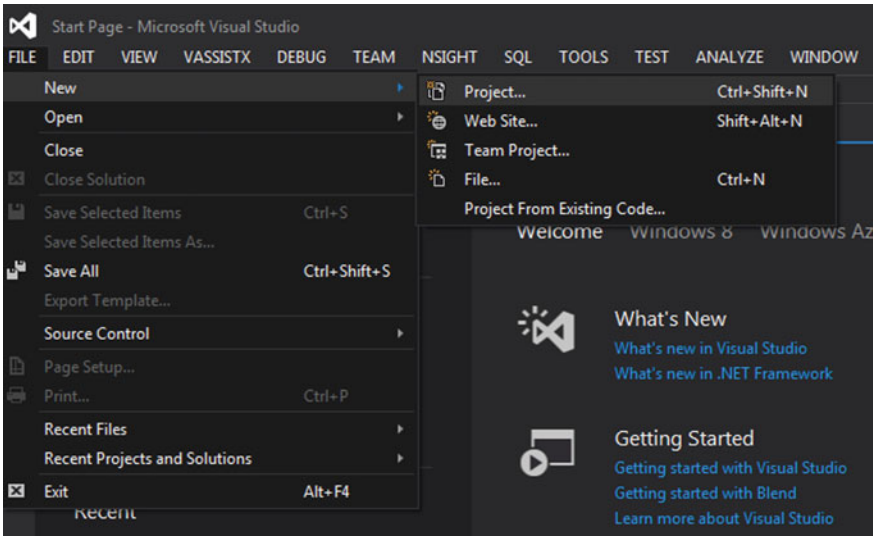 Start Page - Microsoft Visual Studio
FILE EDIT VIEW VASSISTX DEBUG TEAM NSIGHT SQL TOOLS TEST ANALYZE WINDOW
New
Open
Close
Close Solution
Save Selected Items Ctrl+S
Save Selected Items As...
Save All Ctrl+Shift+S
Export Template...
Source Control
Page Setup...
Print... Ctrl+P
Recent Files
Recent Projects and Solutions
Exit Alt+F4
Recent
Project... Ctrl+Shift+N
Web Site... Shift+Alt+N
Team Project...
File... Ctrl+N
Project From Existing Code...
Welcome Windows 8 Windows Az
What's New
What's new in Visual Studio
What's new in .NET Framework
Getting Started
Getting started with Visual Studio
Getting started with Blend
Learn more about Visual Studio